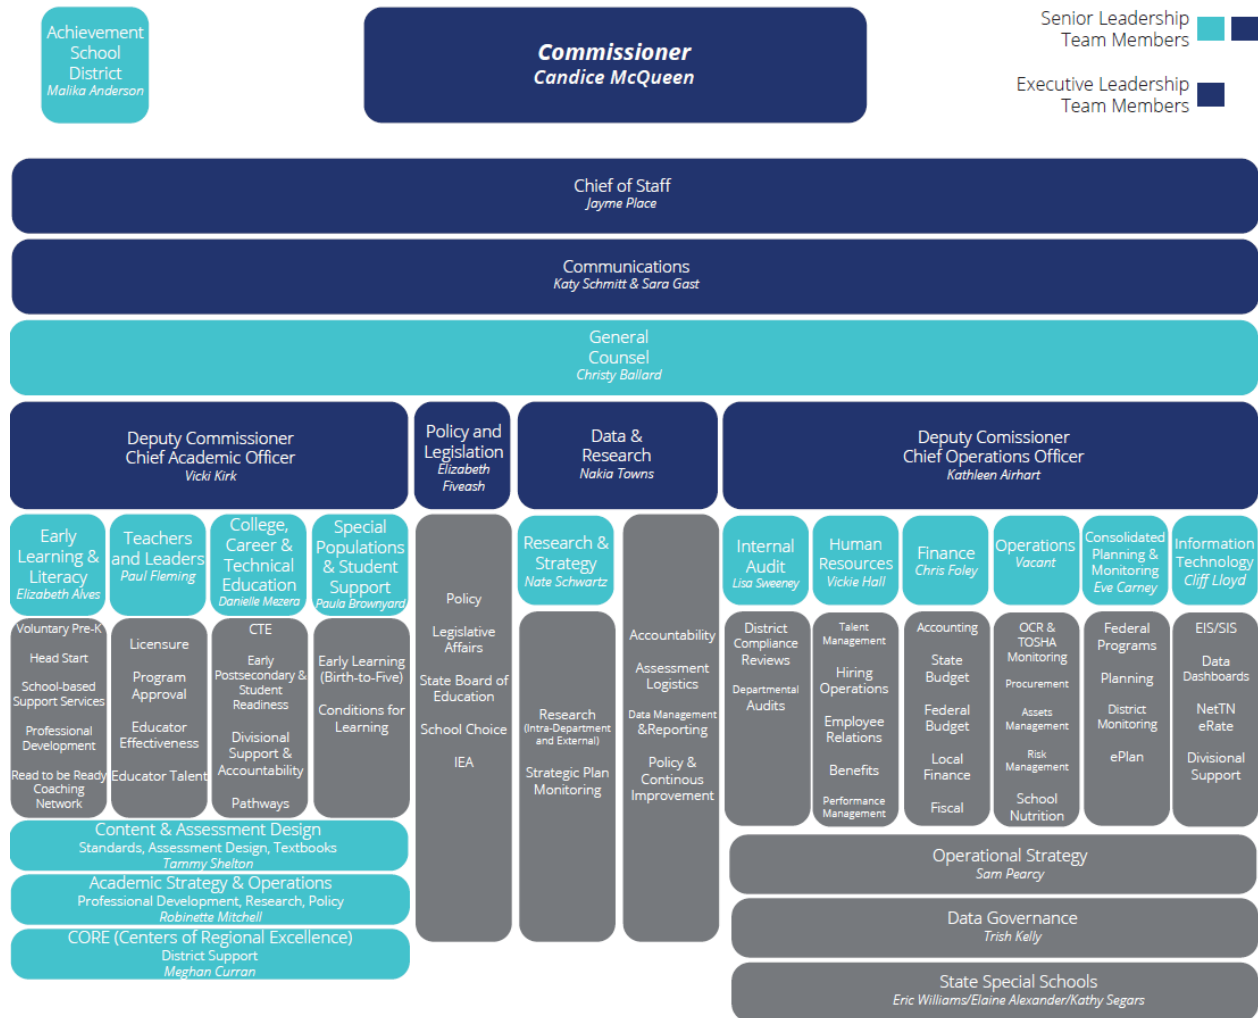 Achievement
School
District
Malika Anderson
Commissioner
Candice McQueen
Senior Leadership
Team Members
Executive Leadership
Team Members
Chief of Staff
Jayme Place
Communications
Katy Schmitt & Sara Gast
General
Counsel
Christy Ballard
Deputy Commissioner
Chief Academic Officer
Vicki Kirk
Policy and
Legislation
Elizabeth
Fiveash
Data &
Research
Nakia Towns
Deputy Comissioner
Chief Operations Officer
Kathleen Airhart
Early
Learning &
Literacy
Elizabeth Alves
Teachers
and Leaders
Paul Fleming
College,
Career &
Technical
Education
Danielle Mezera
Special
Populations
& Student
Support
Paula Brownyard
Research &
Strategy
Nate Schwartz
Internal
Audit
Lisa Sweeney
Human
Resources
Vickie Hall
Finance
Chris Foley
Operations
Vacant
Consolidated
Planning &
Monitoring
Eve Carney
Information
Technology
Cliff Lloyd
Voluntary Pre-K
Head Start
School-based
Support Services
Professional
Development
Read to be Ready
Coaching
Network
Licensure
Program
Approval
Educator
Effectiveness
Educator Talent
CTE
Early
Postsecondary &
Student
Readiness
Divisional
Support &
Accountability
Pathways
Early Learning
(Birth-to-Five)
Conditions for
Learning
Policy
Legislative
Affairs
State Board of
Education
School Choice
IEA
Research
(Intra-Department
and External)
Strategic Plan
Monitoring
Accountability
Assessment
Logistics
Data Management
&Reporting
Policy &
Continous
Improvement
District
Compliance
Reviews
Departmental
Audits
Talent
Management
Hiring
Operations
Employee
Relations
Benefits
Performance
Management
Accounting
State
Budget
Federal
Budget
Local
Finance
Fiscal
OCR &
TOSHA
Monitoring
Procurement
Assets
Management
Risk
Management
School
Nutrition
Federal
Programs
Planning
District
Monitoring
ePlan
EIS/SIS
Data
Dashboards
NetTN
eRate
Divisional
Support
Content & Assessment Design
Standards, Assessment Design, Textbooks
Tammy Shelton
Academic Strategy & Operations
Professional Development, Research, Policy
Robinette Mitchell
CORE (Centers of Regional Excellence)
District Support
Meghan Curran
Operational Strategy
Sam Pearcy
Data Governance
Trish Kelly
State Special Schools
Eric Williams/Elaine Alexander/Kathy Segars